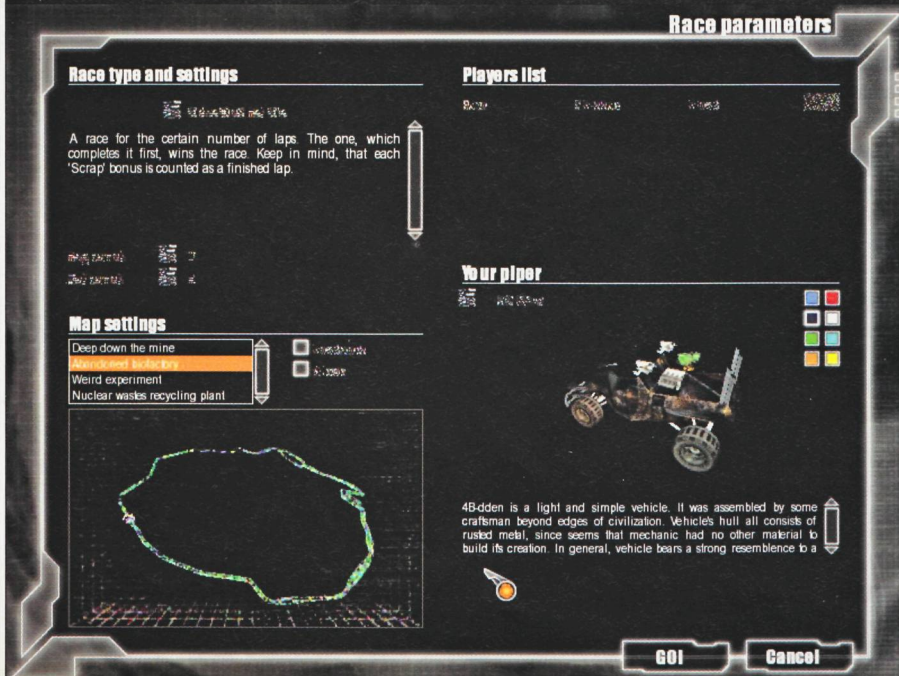 Race parameters
Race type and settings
A race for the certain number of laps. The one, which
completes it first, wins the race. Keep in mind, that each
'Scrap' bonus is counted as a finished lap.
Map settings
Deep down the mine
Abandoned biofactory
Weird experiment
Nuclear wastes recycling plant
Players list
Your piper
4B-dden is a light and simple vehicle. It was assembled by some
craftsman beyond edges of civilization. Vehicle's hull all consists of
rusted metal, since seems that mechanic had no other material to
build its creation. In general, vehicle bears a strong resemblence to a
GO!
Cancel